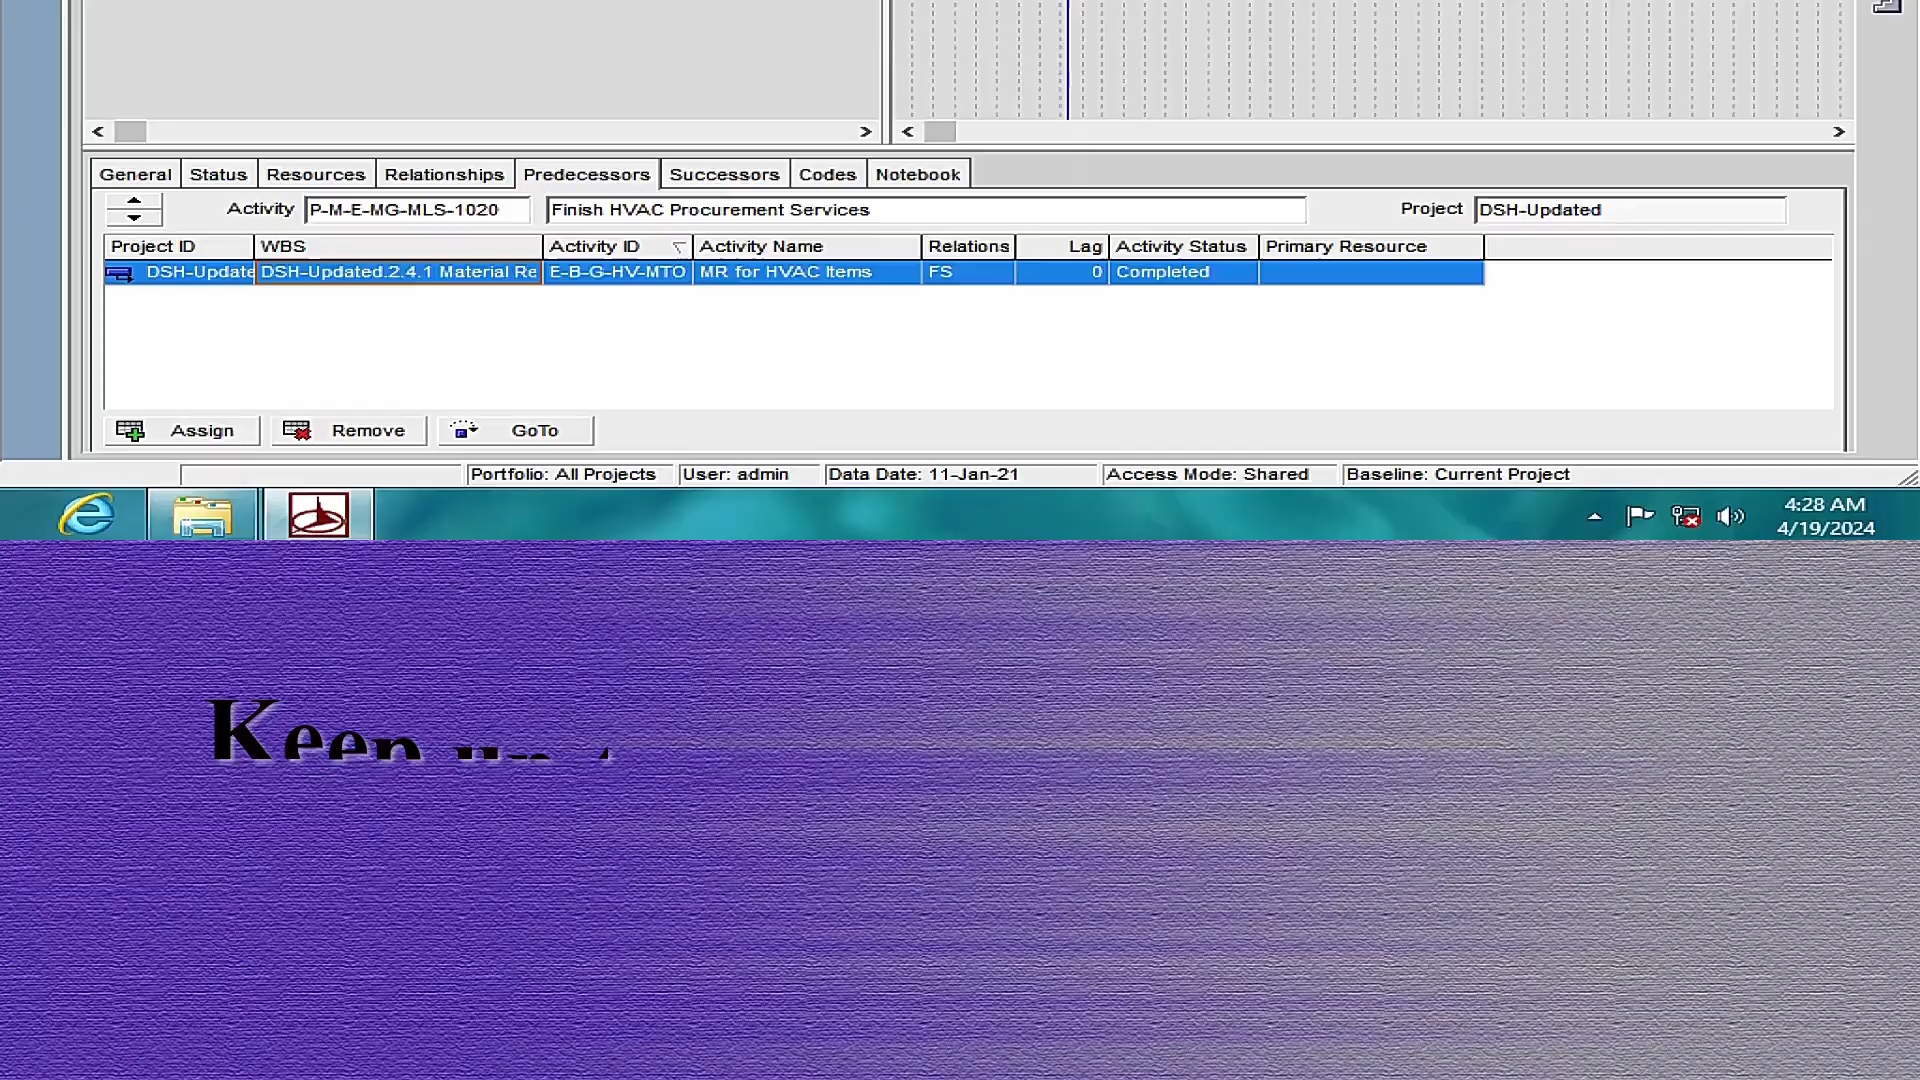 General Status Resources Relationships Predecessors Successors Codes Notebook
Activity P-M-E-MG-MLS-1020 Finish HVAC Procurement Services Project DSH-Updated
Project ID WBS Activity ID Activity Name Relations Lag Activity Status Primary Resource
DSH-Update DSH-Updated.2.4.1 Material Re E-B-G-HV-MTO MR for HVAC Items FS 0 Completed
Assign Remove GoTo
Portfolio: All Projects User: admin Data Date: 11-Jan-21 Access Mode: Shared Baseline: Current Project
4:28 AM
4/19/2024
Keep up